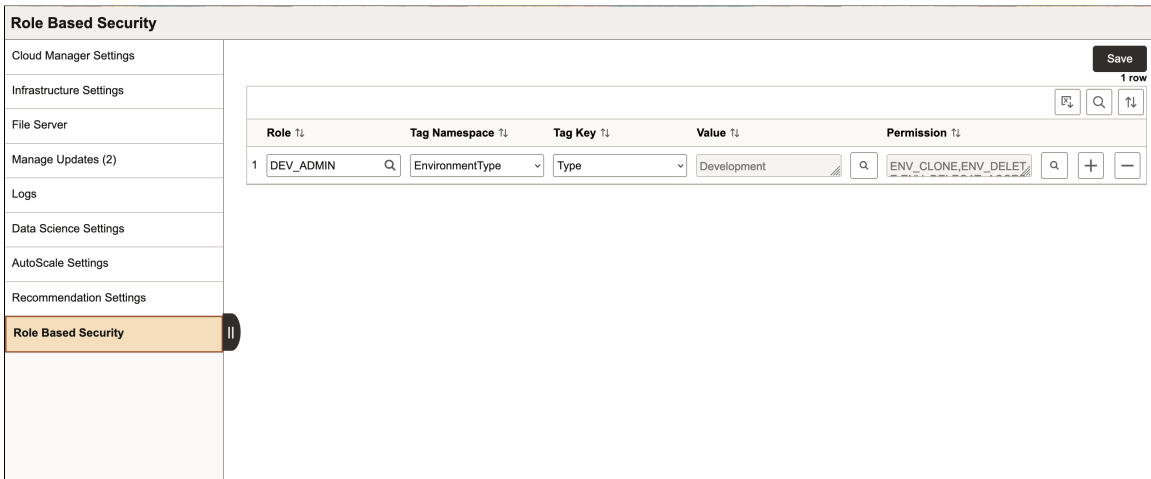 Role Based Security
Cloud Manager Settings
Infrastructure Settings
File Server
Manage Updates (2)
Logs
Data Science Settings
AutoScale Settings
Recommendation Settings
Role Based Security
Save
1 row
Role Tag Namespace Tag Key Value Permission
1 DEV_ADMIN EnvironmentType Type Development ENV_CLONE,ENV_DELET